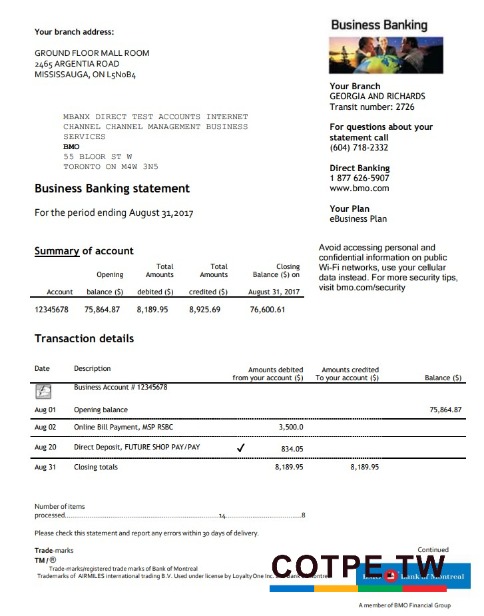 Your branch address:
GROUND FLOOR MALL ROOM
2465 ARGENTIA ROAD
MISSISSAUGA, ON L5N0B4
MBANX DIRECT TEST ACCOUNTS INTERNET
CHANNEL CHANNEL MANAGEMENT BUSINESS
SERVICES
BMO
55 BLOOR ST W
TORONTO ON M4W 3N5
Business Banking statement
For the period ending August 31,2017
Business Banking
Your Branch
GEORGIA AND RICHARDS
Transit number: 2726
For questions about your
statement call
(604) 718-2332
Direct Banking
1 877 626-5907
www.bmo.com
Your Plan
eBusiness Plan
Avoid accessing personal and
confidential information on public
Wi-Fi networks, use your cellular
data instead. For more security tips,
visit bmo.com/security
Summary of account
Total Total Closing
Opening Amounts Amounts Balance ($) on
Account balance ($) debited ($) credited ($) August 31, 2017
12345678 75,864.87 8,189.95 8,925.69 76,600.61
Transaction details
Date Description Amounts debited Amounts credited
from your account ($) To your account ($) Balance ($)
Business Account # 12345678
Aug 01 Opening balance 75,864.87
Aug 02 Online Bill Payment, MSP RSBC 3,500.0
Aug 20 Direct Deposit, FUTURE SHOP PAY/PAY ✓ 834.05
Aug 31 Closing totals 8,189.95 8,189.95
Number of items
processed...14...8
Please check this statement and report any errors within 30 days of delivery.
Trade-marks Continued
TM / ®
Trade-marks/registered trade marks of Bank of Montreal
Trademarks of AIRMILES international trading B.V. Used under license by LoyaltyOne Inc. Bank Montreal
COTPE TW
Bank of Montreal
A member of BMO Financial Group